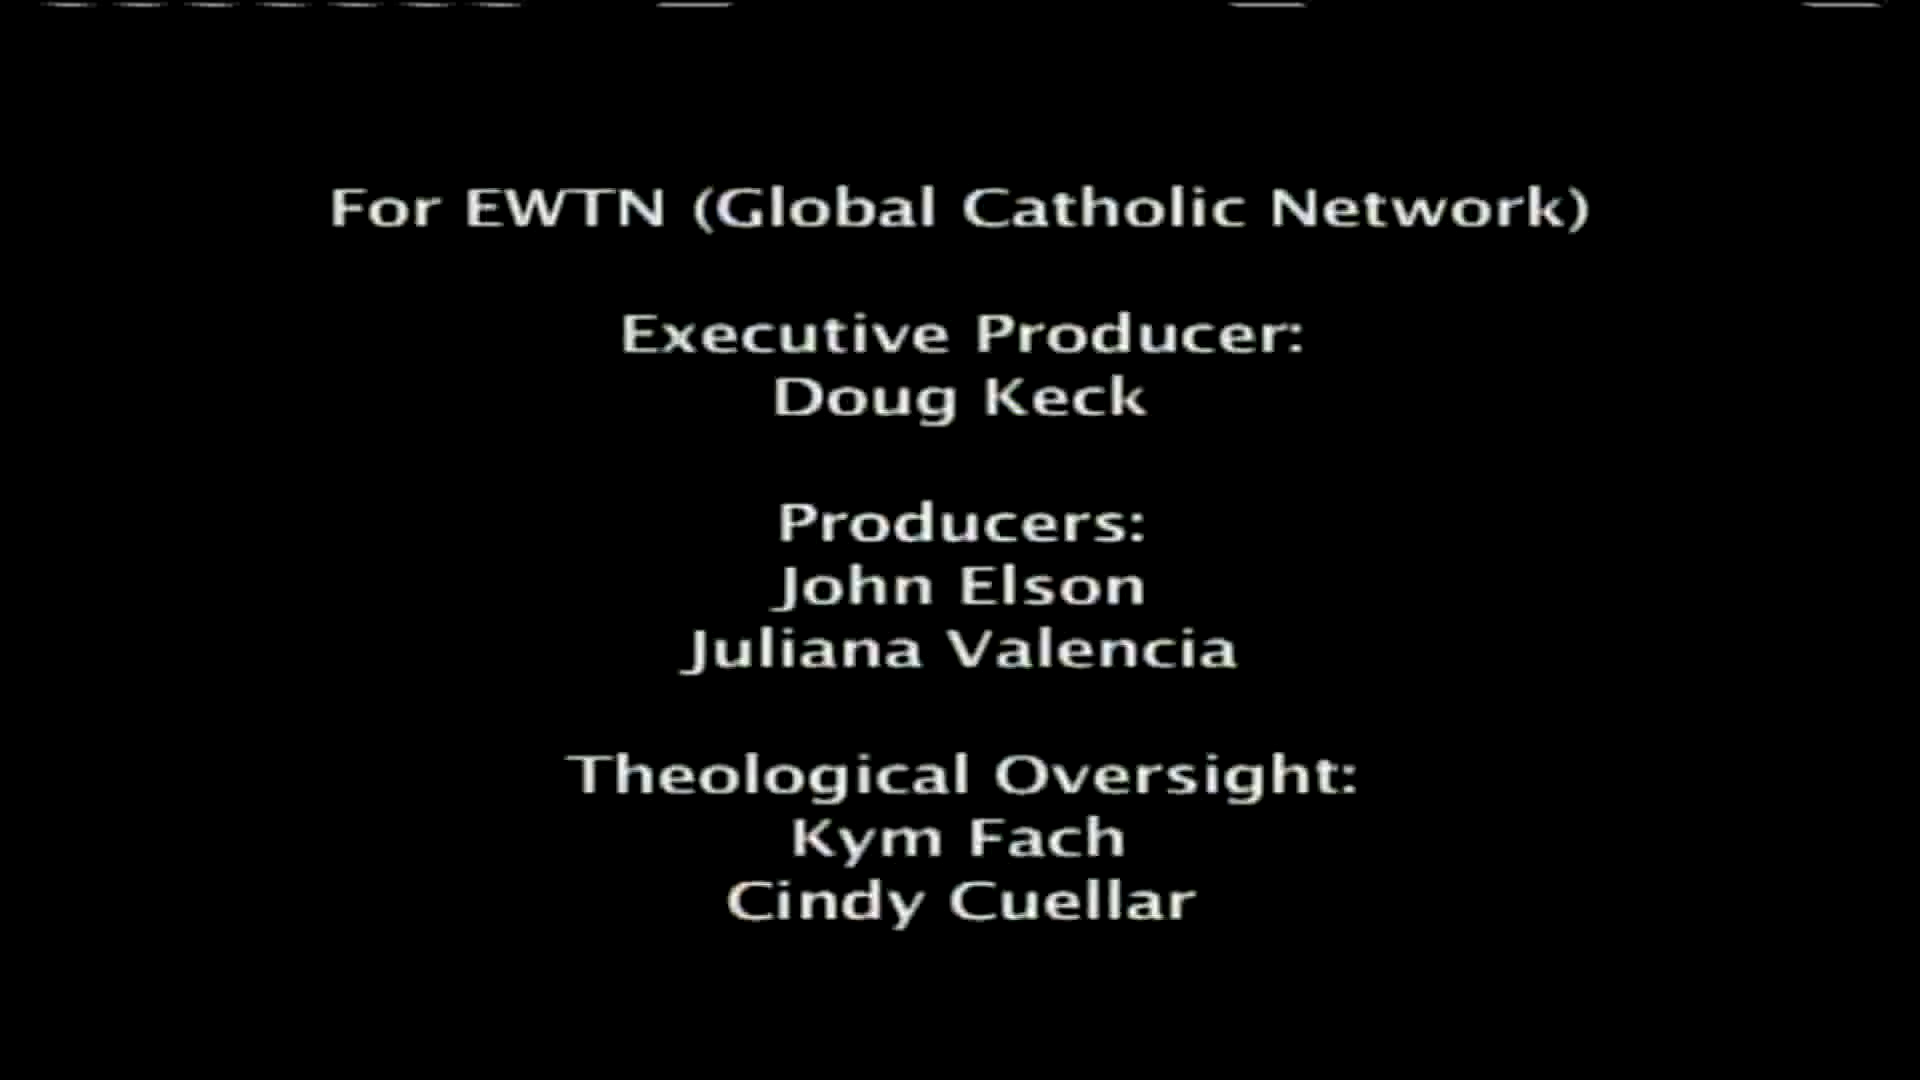 For EWTN (Global Catholic Network)
Executive Producer:
Doug Keck
Producers:
John Elson
Juliana Valencia
Theological Oversight:
Kym Fach
Cindy Cuellar